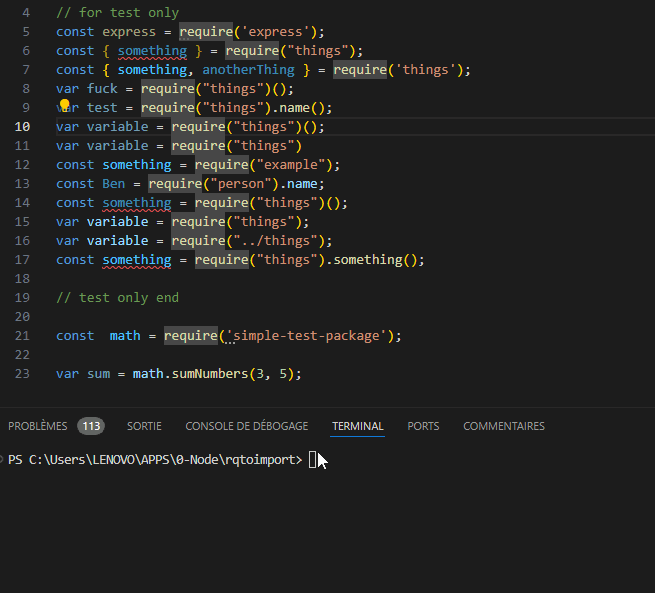 4 // for test only
5 const express = require('express');
6 const { something } = require("things");
7 const { something, anotherThing } = require('things');
8 var fuck = require("things")();
9 var test = require("things").name();
10 var variable = require("things")();
11 var variable = require("things")
12 const something = require("example");
13 const Ben = require("person").name;
14 const something = require("things")();
15 var variable = require("things");
16 var variable = require("../things");
17 const something = require("things").something();
18
19 // test only end
20
21 const  math = require('simple-test-package');
22
23 var sum = math.sumNumbers(3, 5);
PROBLÈMES 113 SORTIE CONSOLE DE DÉBOGAGE TERMINAL PORTS COMMENTAIRES
PS C:\Users\LENOVO\APPS\0-Node\rqtoimport>